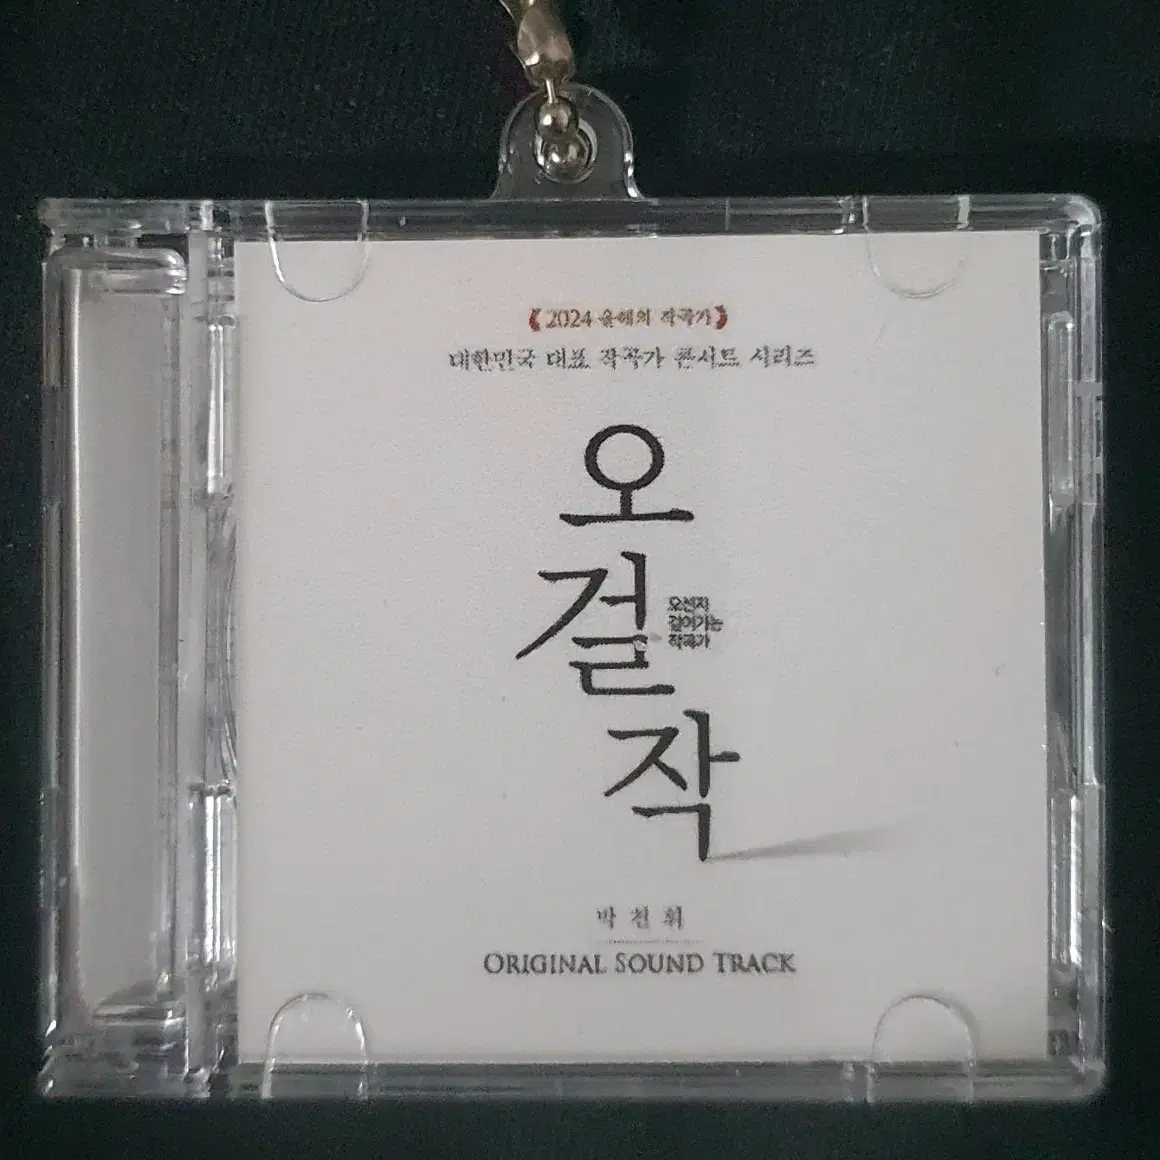 《2024 올해의 작곡가》
대한민국 대표 작곡가 콘서트 시리즈
오
걸
작
오선지
걸어가는
작곡가
박천휘
ORIGINAL SOUND TRACK